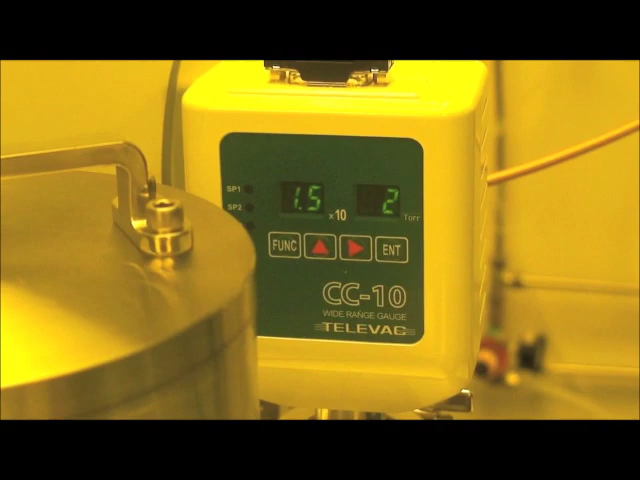 SP1
SP2
1.5 x10 2 Torr
FUNC ENT
CC-10
WIDE RANGE GAUGE
TELEVAC